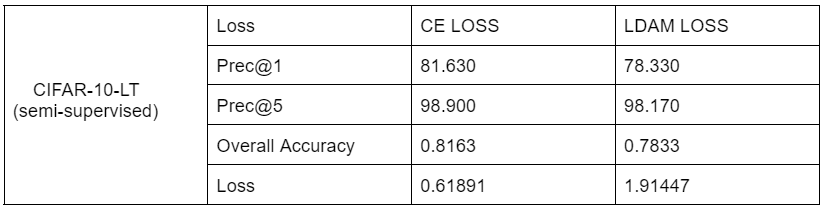 CIFAR-10-LT
(semi-supervised)
Loss CE LOSS LDAM LOSS
Prec@1 81.630 78.330
Prec@5 98.900 98.170
Overall Accuracy 0.8163 0.7833
Loss 0.61891 1.91447